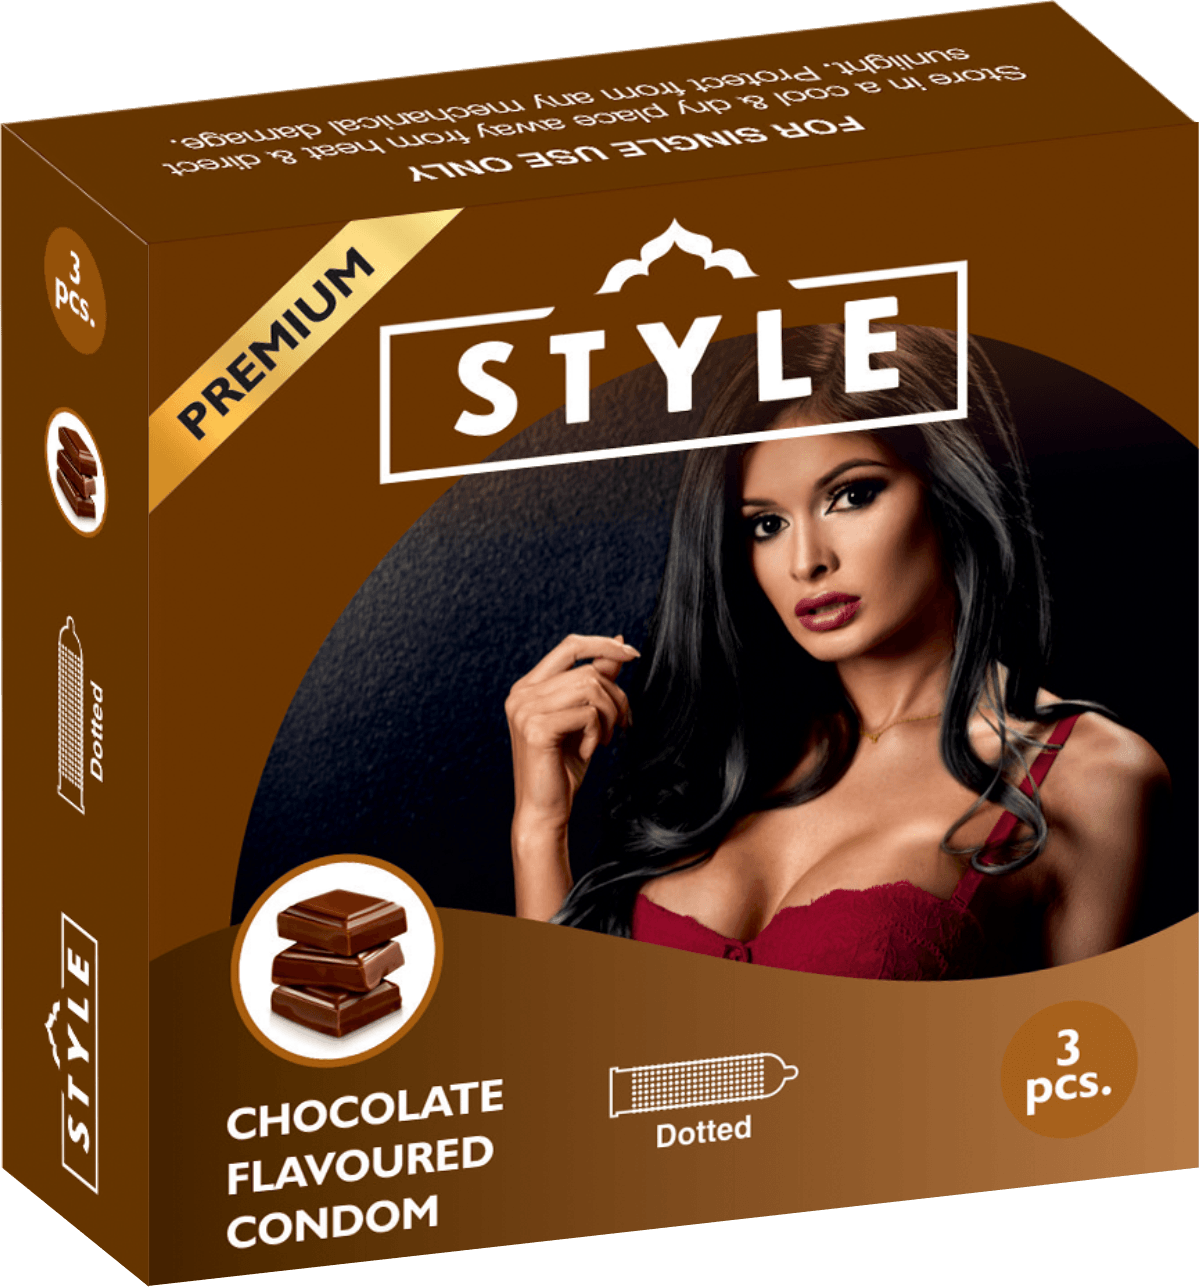 Store in a cool & dry place away from heat & direct
sunlight. Protect from any mechanical damage.
FOR SINGLE USE ONLY
PREMIUM
STYLE
CHOCOLATE
FLAVOURED
CONDOM
Dotted
3
pcs.
3
pcs.
Dotted
STYLE